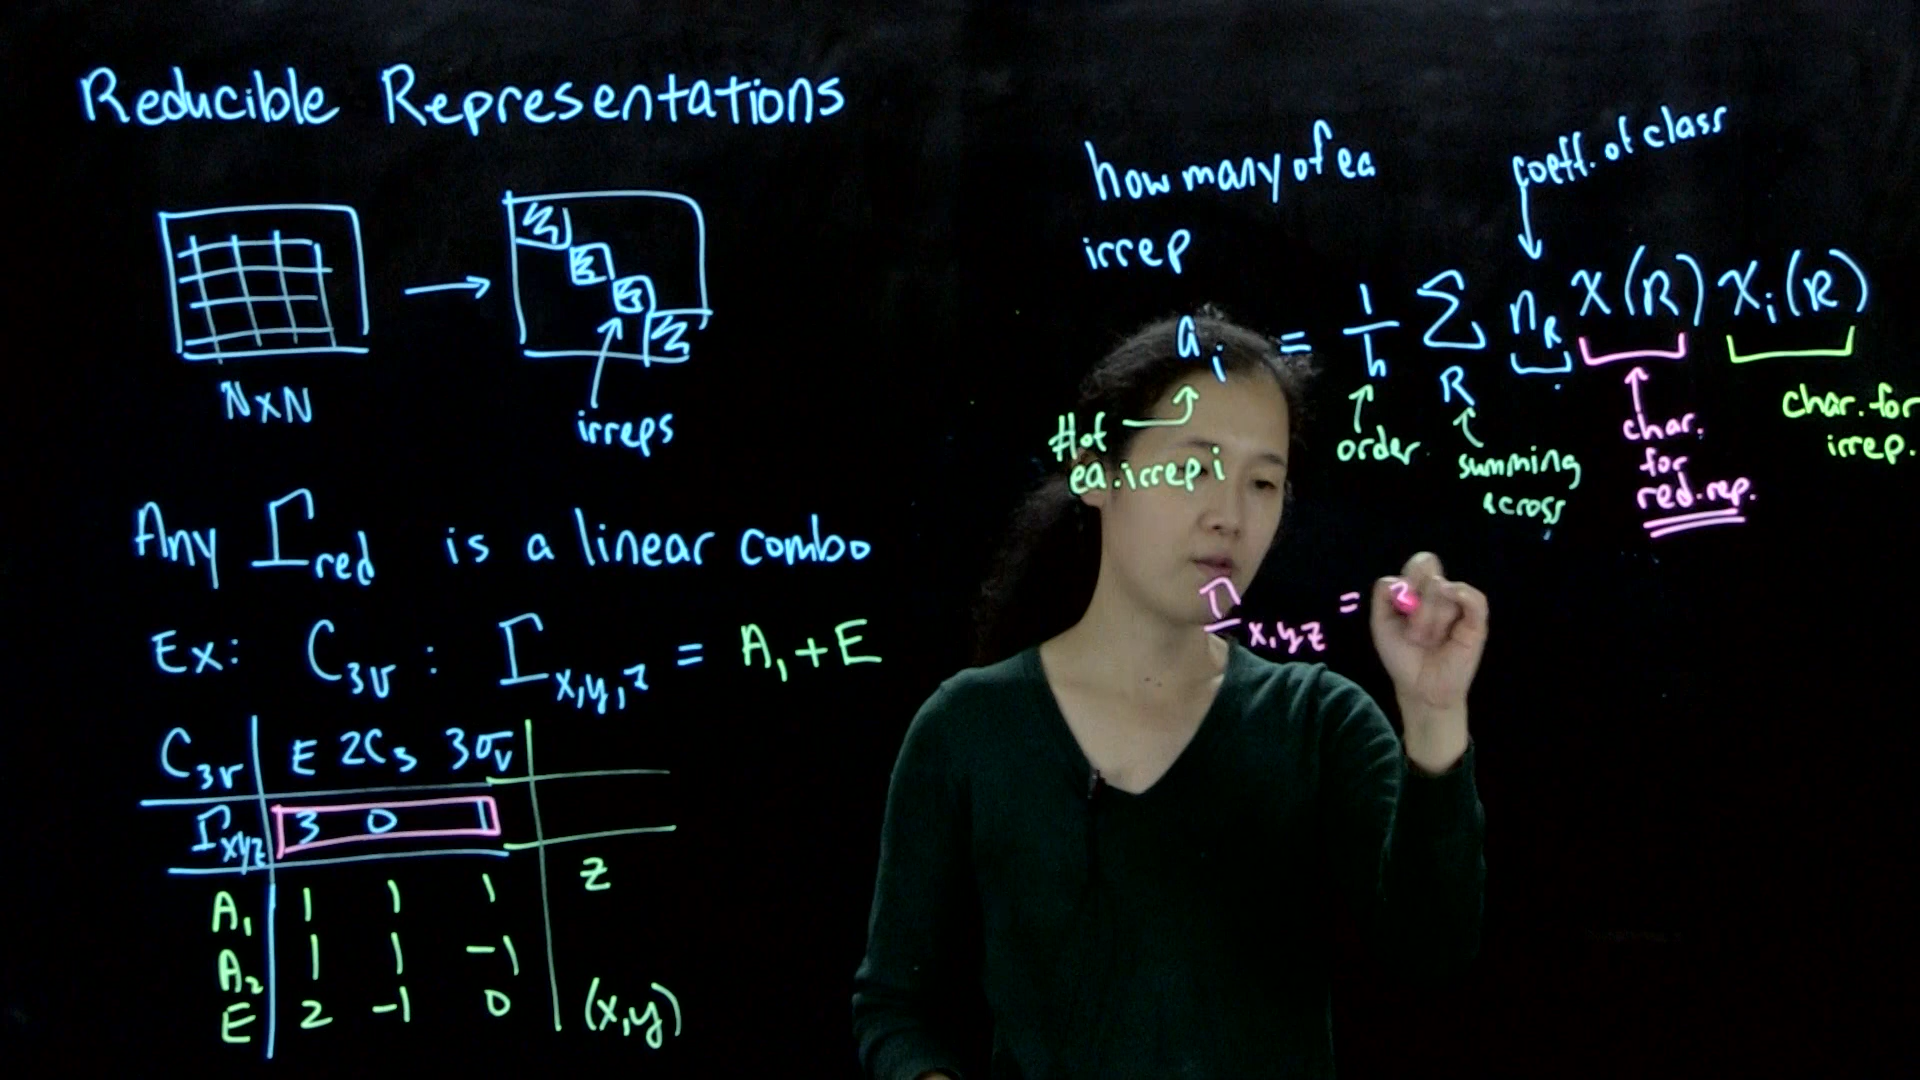 Reducible Representations
N×N
irreps
Any Γred is a linear combo
Ex: C3v : Γx,y,z = A1 + E
C3v E 2C3 3σv
Γxyz 3 0 1
A1 1 1 1 z
A2 1 1 -1
E 2 -1 0 (x,y)
how many of ea
irrep
coeff. of class
ai = 1/h Σ R nR χ(R) χi(R)
# of
ea. irrep i
order
summing
across
char.
for
red. rep.
char. for
irrep.
Γx,y,z =